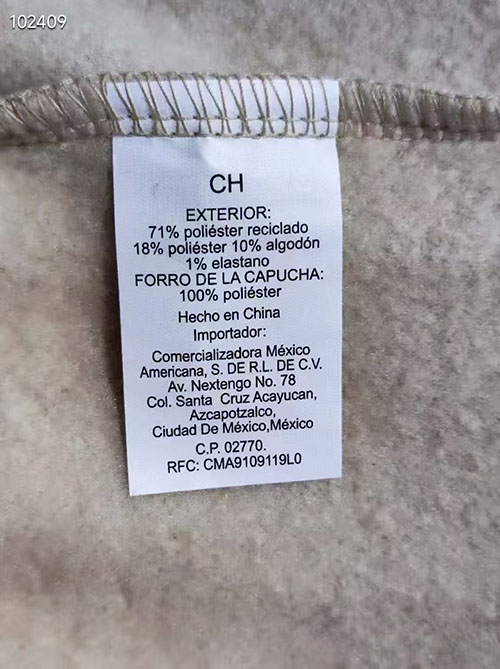 102409
CH
EXTERIOR:
71% poliéster reciclado
18% poliéster 10% algodón
1% elastano
FORRO DE LA CAPUCHA:
100% poliéster
Hecho en China
Importador:
Comercializadora México
Americana, S. DE R.L. DE C.V.
Av. Nextengo No. 78
Col. Santa Cruz Acayucan,
Azcapotzalco,
Ciudad De México,México
C.P. 02770.
RFC: CMA9109119L0